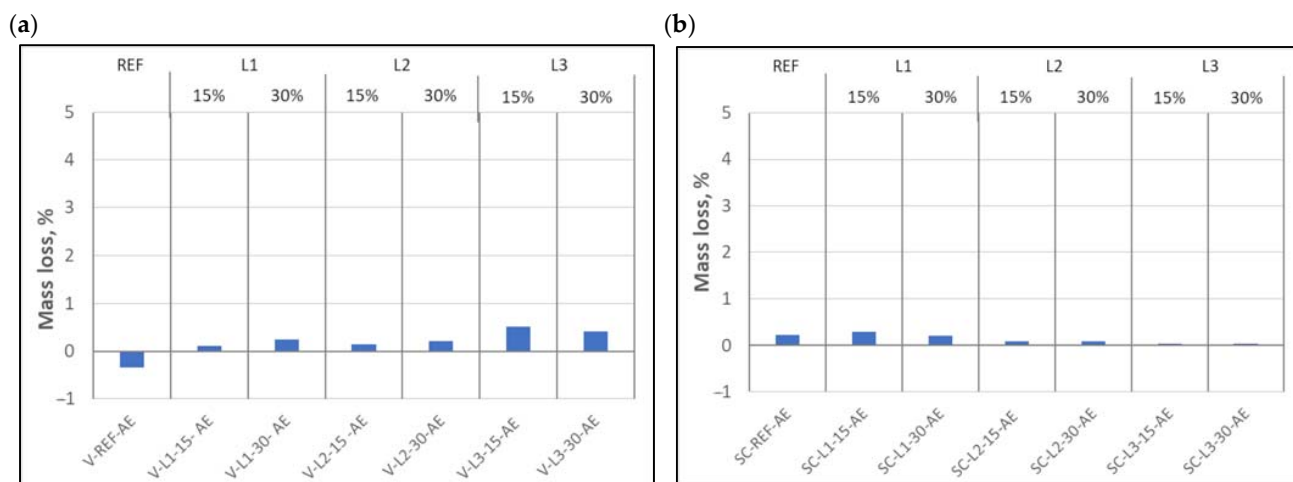 (a)
REF L1 L2 L3
15% 30% 15% 30% 15% 30%
5
4
3
2
1
0
−1
Mass loss, %
V-REF-AE
V-L1-15- AE
V-L1-30- AE
V-L2-15 -AE
V-L2-30-AE
V-L3-15-AE
V-L3-30-AE
(b)
REF L1 L2 L3
15% 30% 15% 30% 15% 30%
5
4
3
2
1
0
−1
Mass loss, %
SC-REF-AE
SC-L1-15-AE
SC-L1-30-AE
SC-L2-15-AE
SC-L2-30-AE
SC-L3-15-AE
SC-L3-30-AE